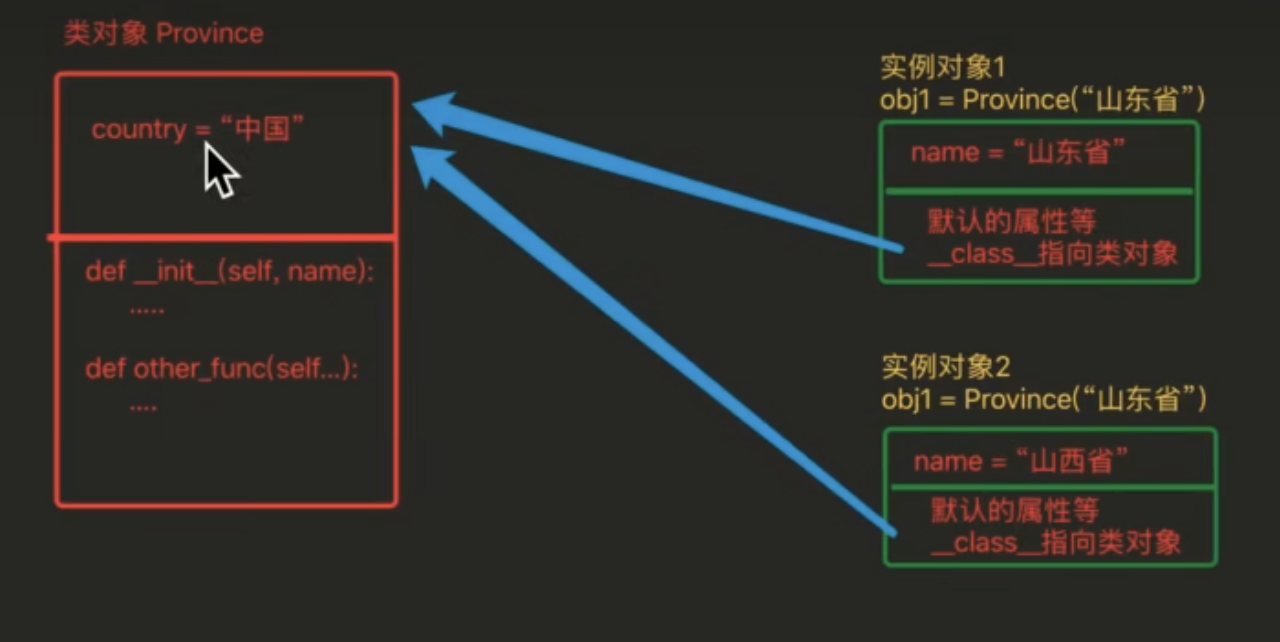 类对象 Province
country = “中国”
def __init__(self, name):
.....
def other_func(self...):
....
实例对象1
obj1 = Province(“山东省”)
name = “山东省”
默认的属性等
__class__指向类对象
实例对象2
obj1 = Province(“山东省”)
name = “山西省”
默认的属性等
__class__指向类对象